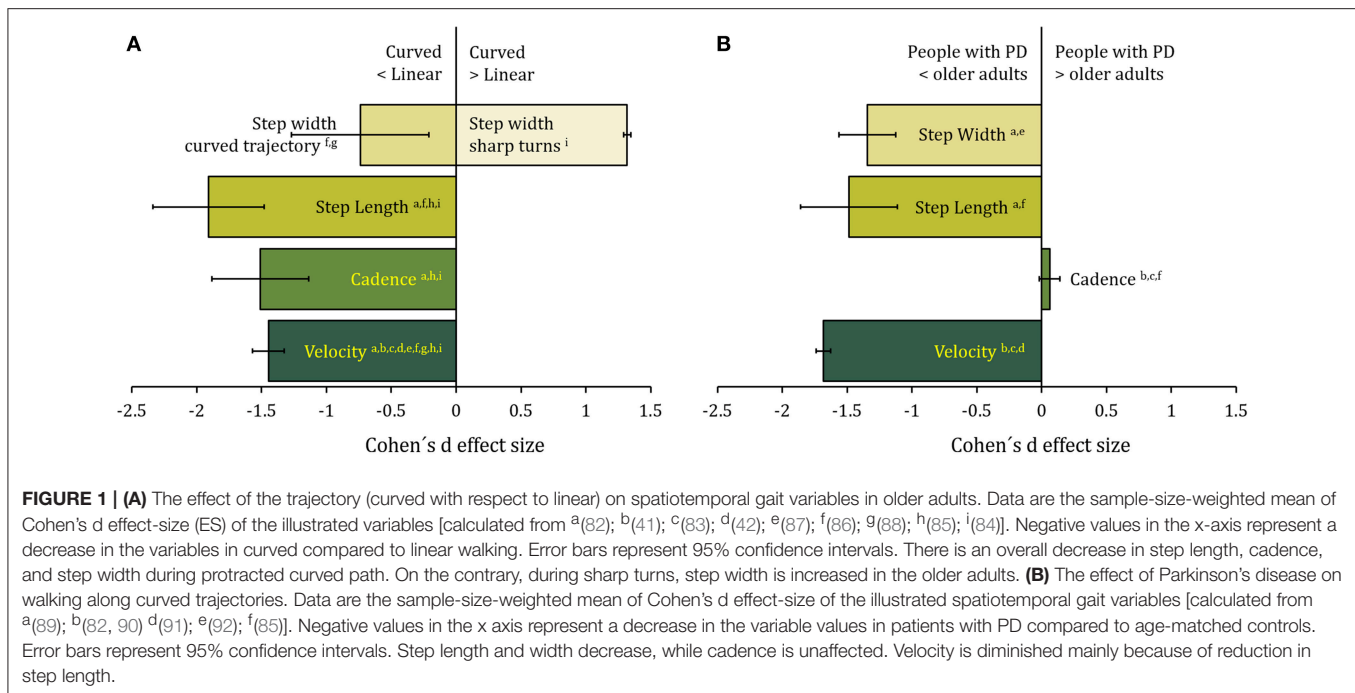 A
Curved
< Linear
Curved
> Linear
Step width
curved trajectory f,g
Step width
sharp turns i
Step Length a,f,h,i
Cadence a,h,i
Velocity a,b,c,d,e,f,g,h,i
-2.5 -2 -1.5 -1 -0.5 0 0.5 1 1.5
Cohen´s d effect size
B
People with PD
< older adults
People with PD
> older adults
Step Width a,e
Step Length a,f
Cadence b,c,f
Velocity b,c,d
-2.5 -2 -1.5 -1 -0.5 0 0.5 1 1.5
Cohen´s d effect size
FIGURE 1 | (A) The effect of the trajectory (curved with respect to linear) on spatiotemporal gait variables in older adults. Data are the sample-size-weighted mean of
Cohen's d effect-size (ES) of the illustrated variables [calculated from a(82); b(41); c(83); d(42); e(87); f(86); g(88); h(85); i(84)]. Negative values in the x-axis represent a
decrease in the variables in curved compared to linear walking. Error bars represent 95% confidence intervals. There is an overall decrease in step length, cadence,
and step width during protracted curved path. On the contrary, during sharp turns, step width is increased in the older adults. (B) The effect of Parkinson's disease on
walking along curved trajectories. Data are the sample-size-weighted mean of Cohen's d effect-size of the illustrated spatiotemporal gait variables [calculated from
a(89); b(82, 90) d(91); e(92); f(85)]. Negative values in the x axis represent a decrease in the variable values in patients with PD compared to age-matched controls.
Error bars represent 95% confidence intervals. Step length and width decrease, while cadence is unaffected. Velocity is diminished mainly because of reduction in
step length.